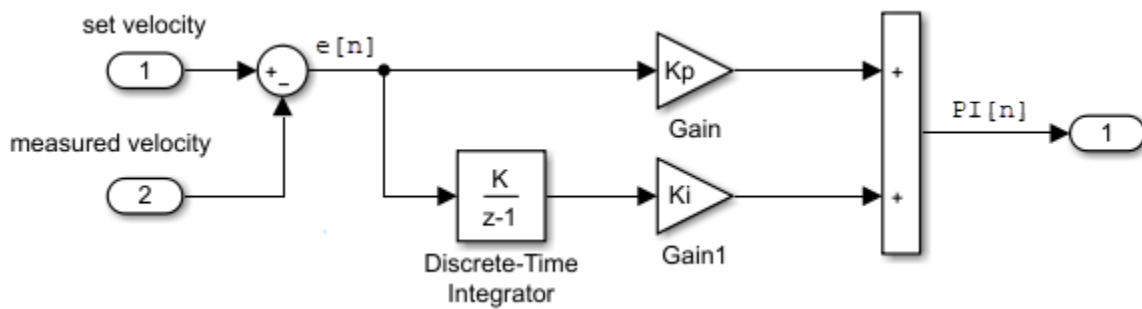 set velocity
1
+
−
e[n]
Kp
Gain
+
measured velocity
2
K
z-1
Discrete-Time
Integrator
Ki
Gain1
+
PI[n]
1